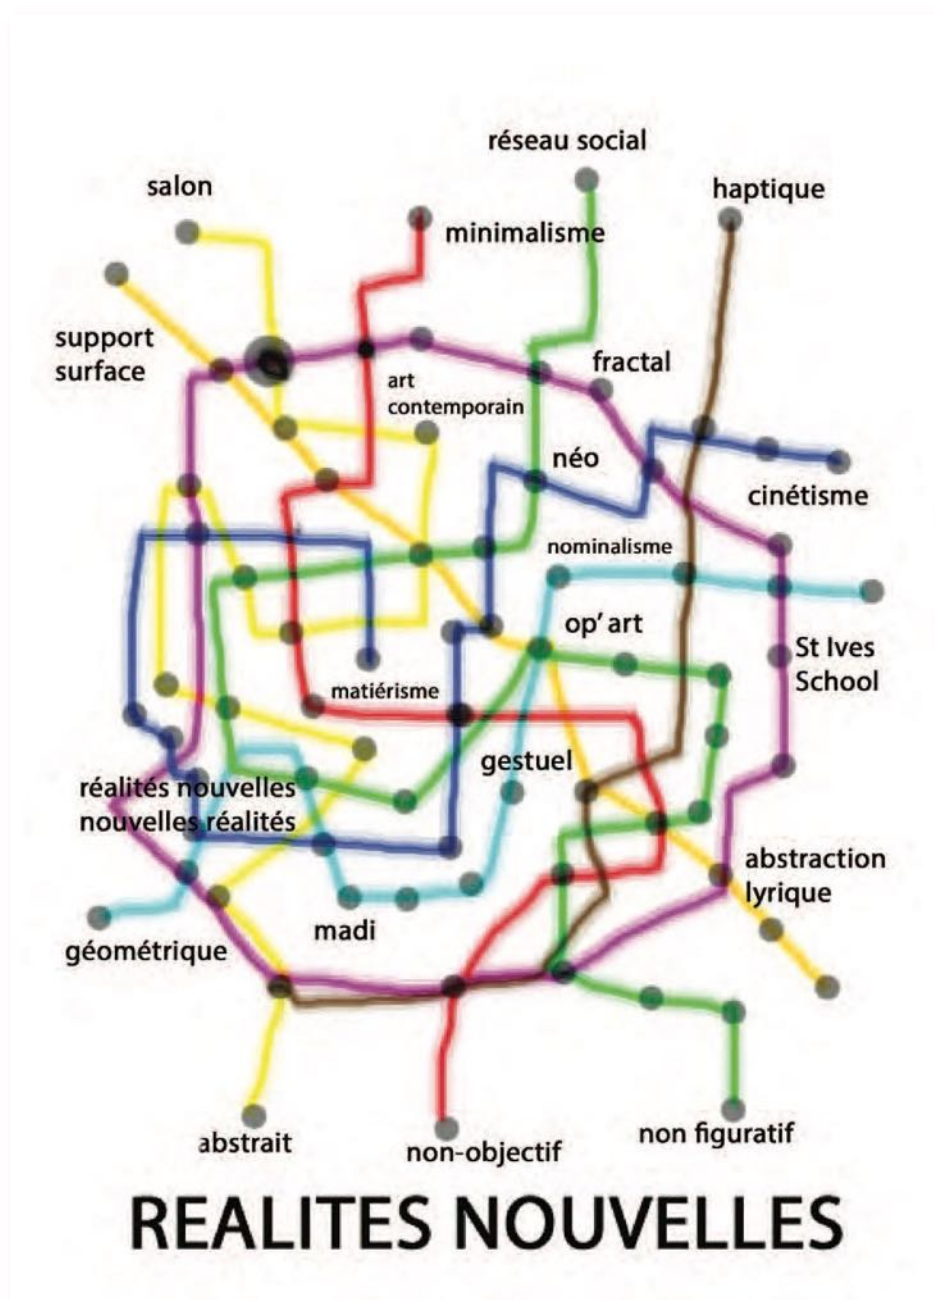 réseau social
salon
haptique
minimalisme
support
surface
fractal
art
contemporain
néo
cinétisme
nominalisme
op' art
St Ives
School
matiérisme
gestuel
réalités nouvelles
nouvelles réalités
abstraction
lyrique
madi
géométrique
abstrait
non-objectif
non figuratif
REALITES NOUVELLES